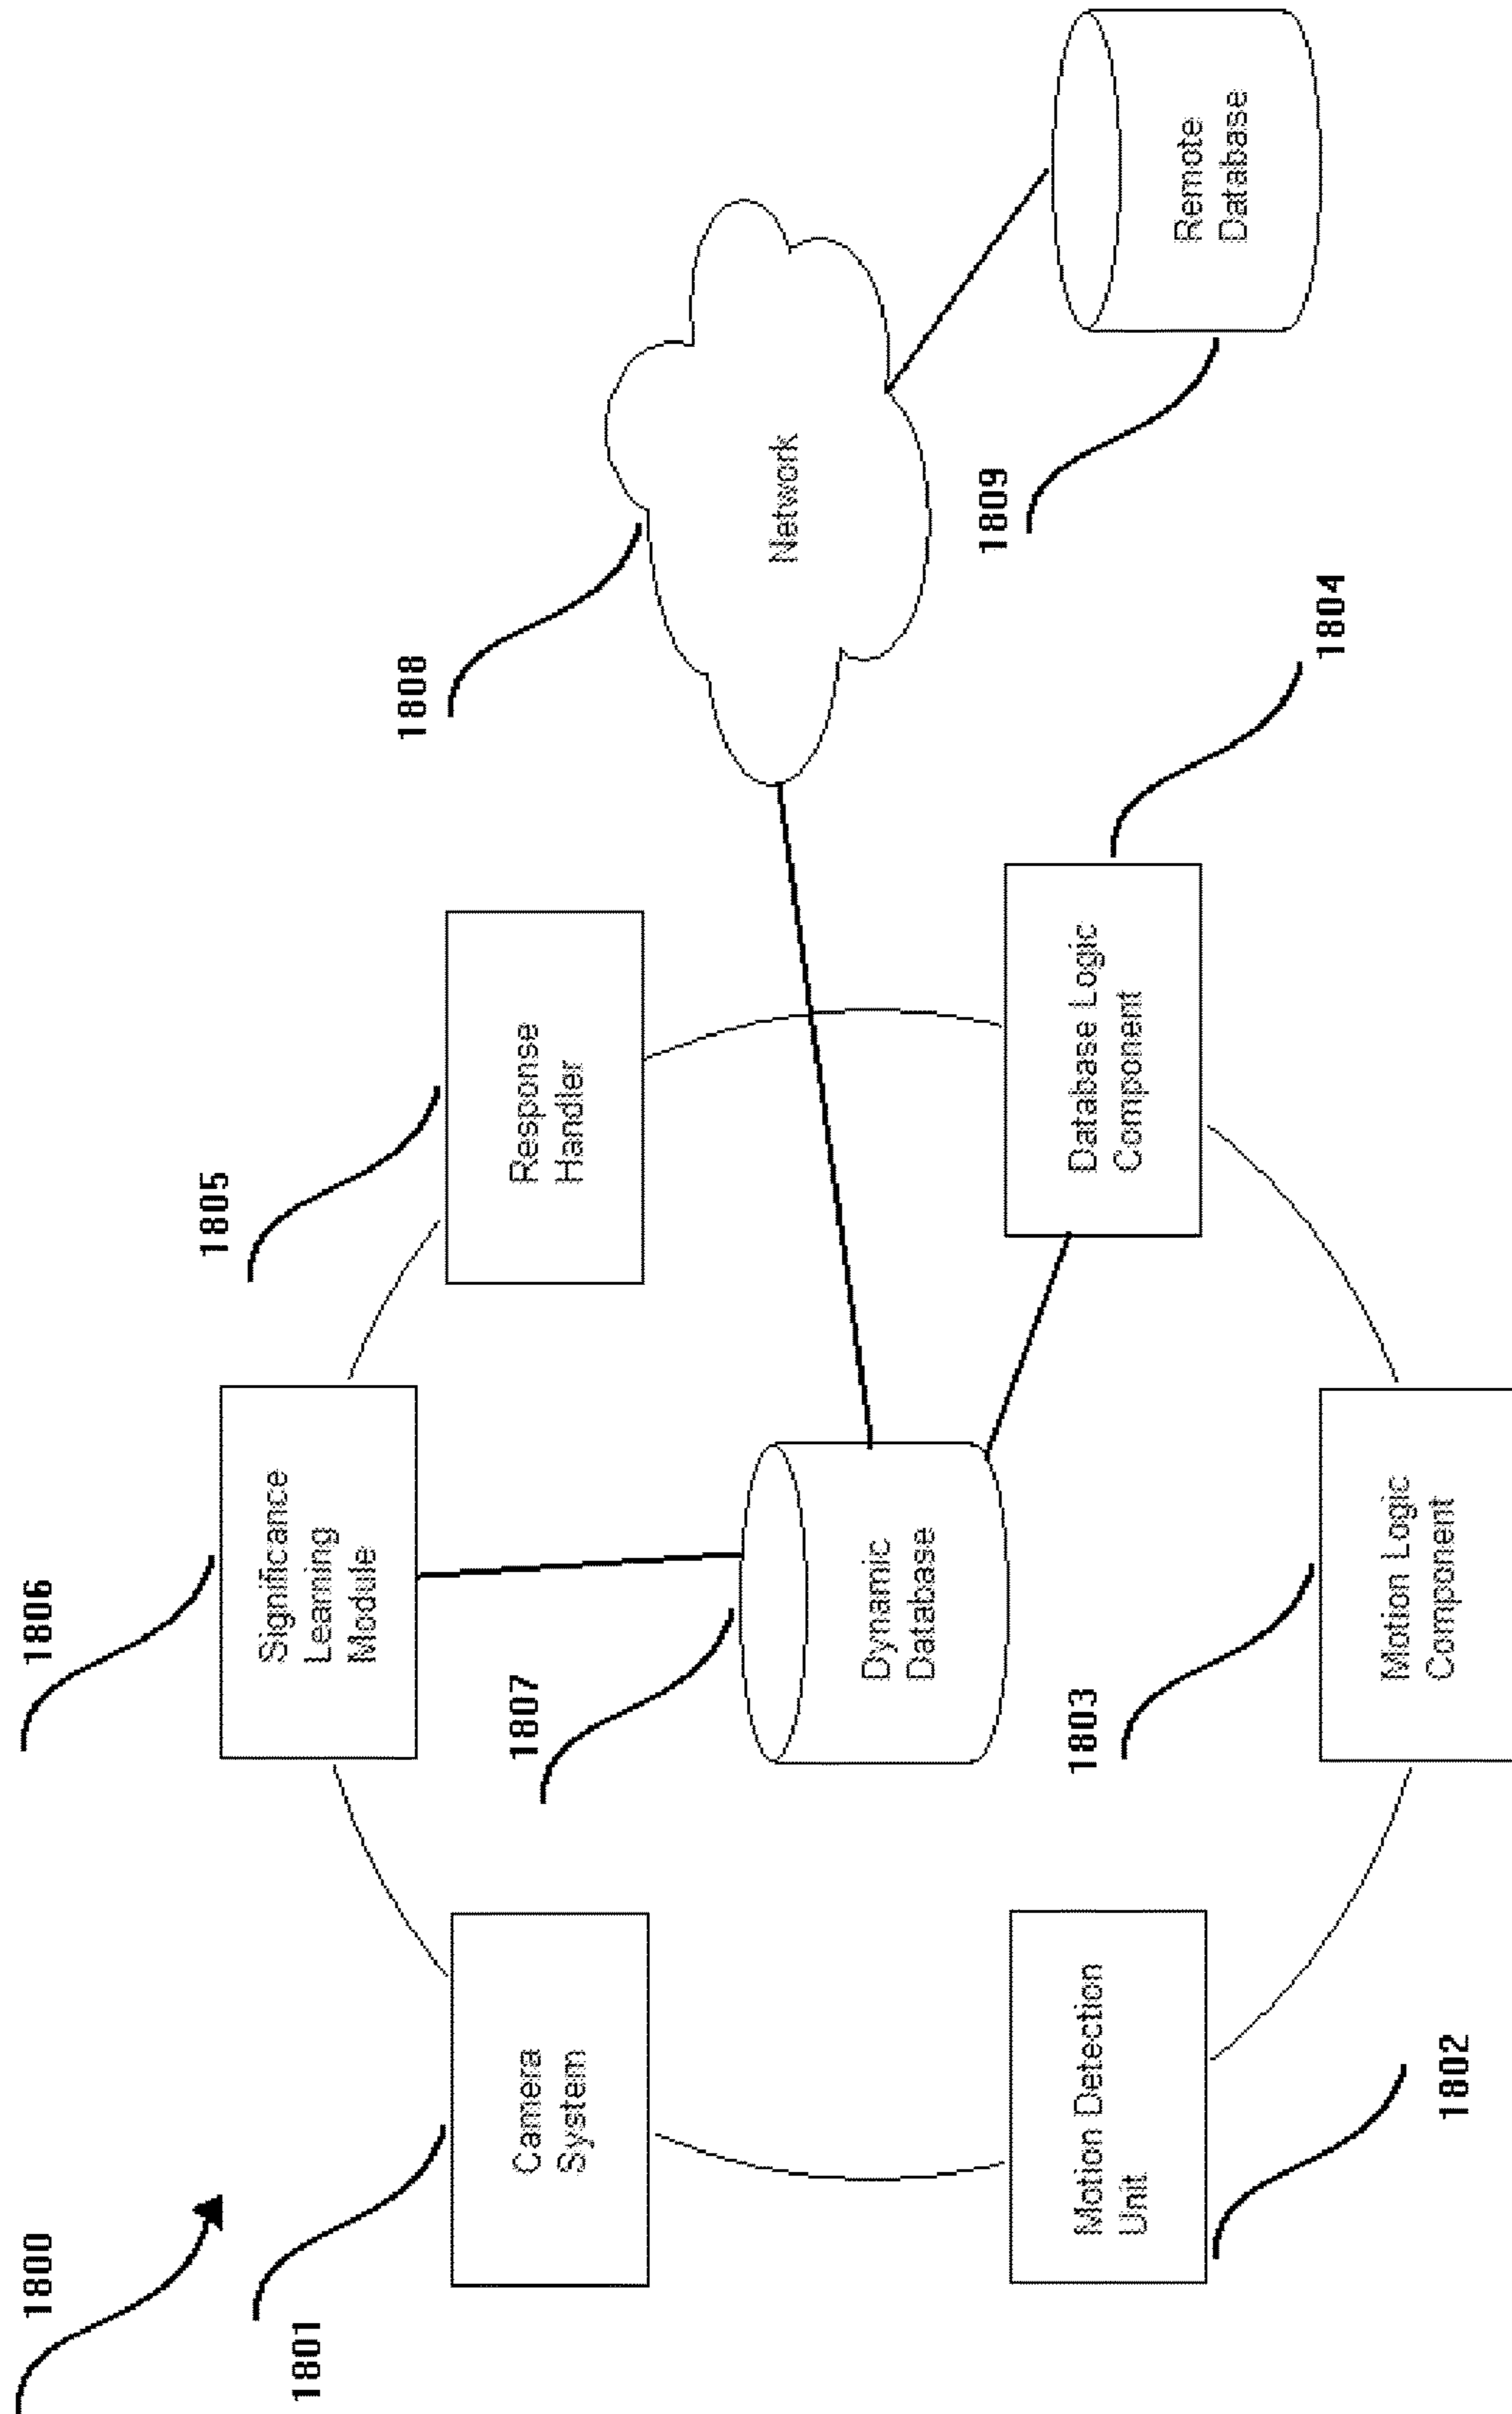 1800
1806
Significance
Learning
Module
1805
1801
Camera
System
Response
Handler
1808
1807
Dynamic
Database
Network
1802
Motion Detection
Unit
1803
Motion Logic
Component
Database Logic
Component
1804
1809
Remote
Database